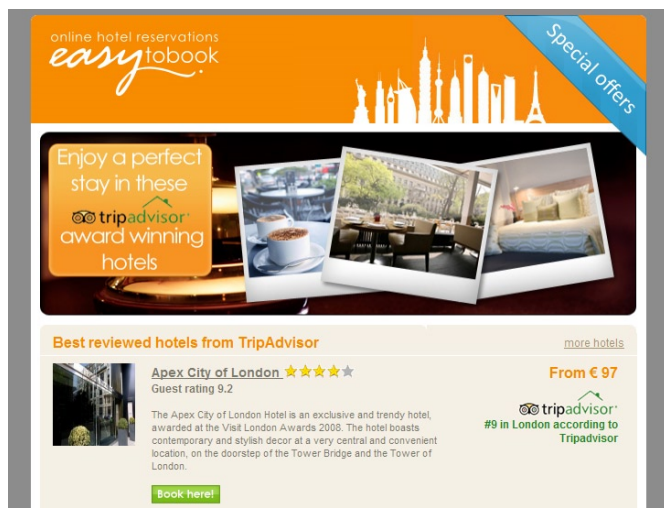 online hotel reservations
easytobook
Special offers
Enjoy a perfect
stay in these
tripadvisor
award winning
hotels
Best reviewed hotels from TripAdvisor
more hotels
Apex City of London
From € 97
Guest rating 9.2
tripadvisor
#9 in London according to
Tripadvisor
The Apex City of London Hotel is an exclusive and trendy hotel,
awarded at the Visit London Awards 2008. The hotel boasts
contemporary and stylish decor at a very central and convenient
location, on the doorstep of the Tower Bridge and the Tower of
London.
Book here!